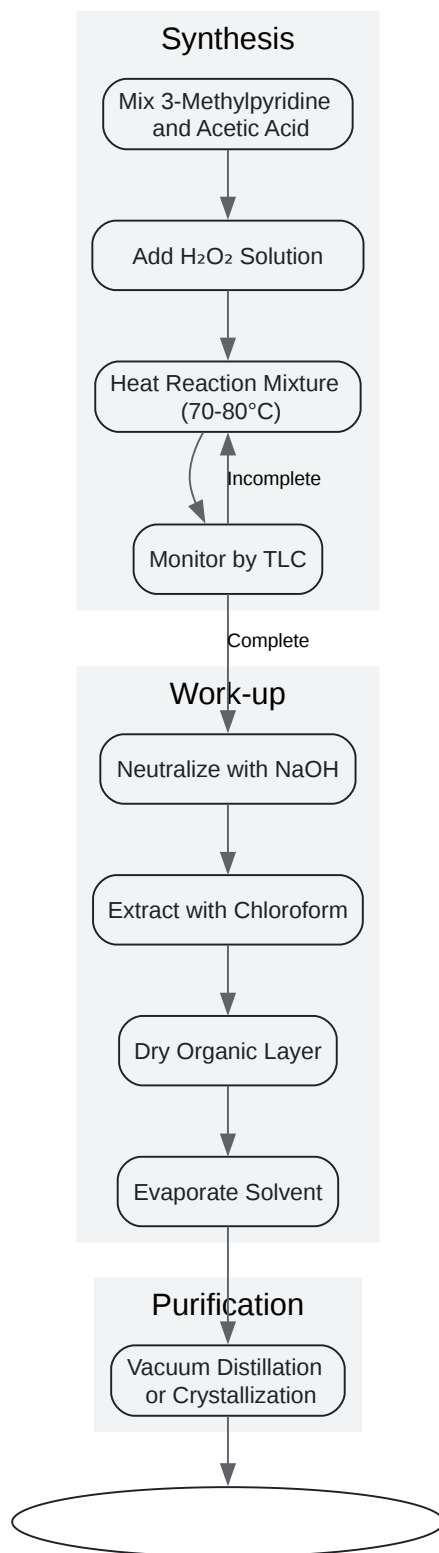 Synthesis
Mix 3-Methylpyridine
and Acetic Acid
Add H₂O₂ Solution
Heat Reaction Mixture
(70-80°C)
Incomplete
Monitor by TLC
Complete
Work-up
Neutralize with NaOH
Extract with Chloroform
Dry Organic Layer
Evaporate Solvent
Purification
Vacuum Distillation
or Crystallization